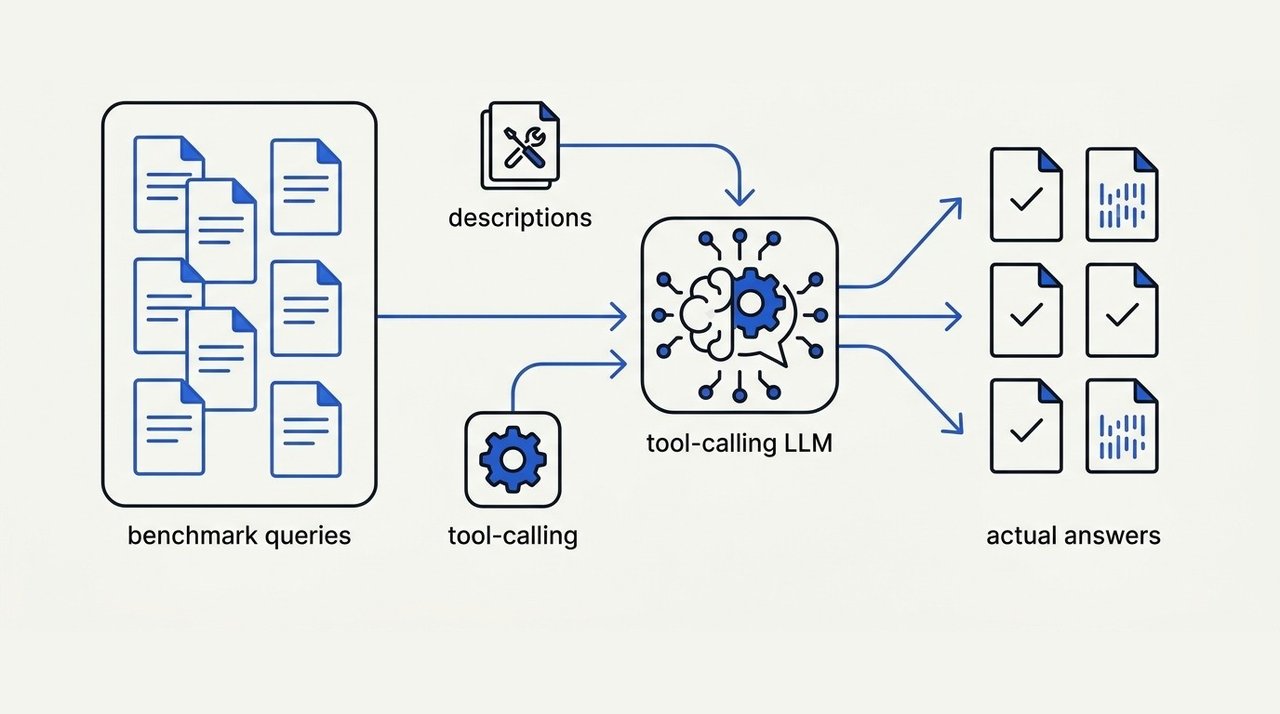 descriptions
tool-calling LLM
benchmark queries
tool-calling
actual answers